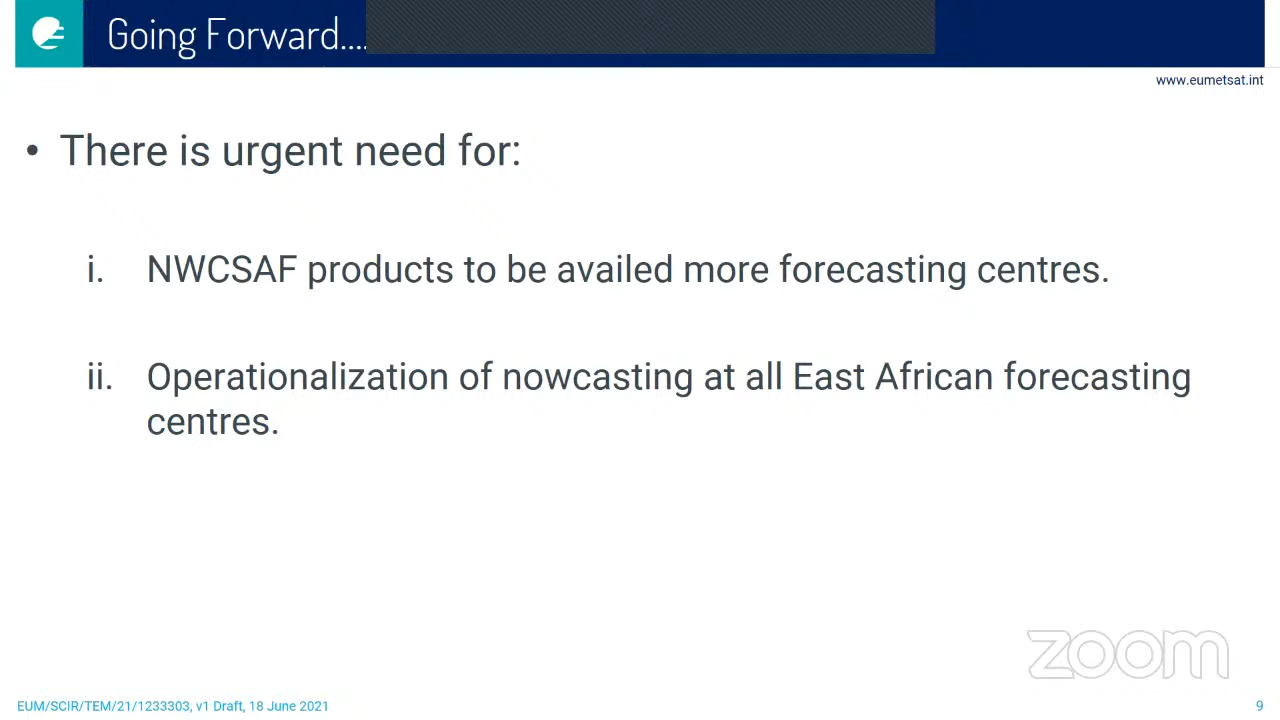 Going Forward....
www.eumetsat.int
• There is urgent need for:
i. NWCSAF products to be availed more forecasting centres.
ii. Operationalization of nowcasting at all East African forecasting
centres.
zoom
EUM/SCIR/TEM/21/1233303, v1 Draft, 18 June 2021
9